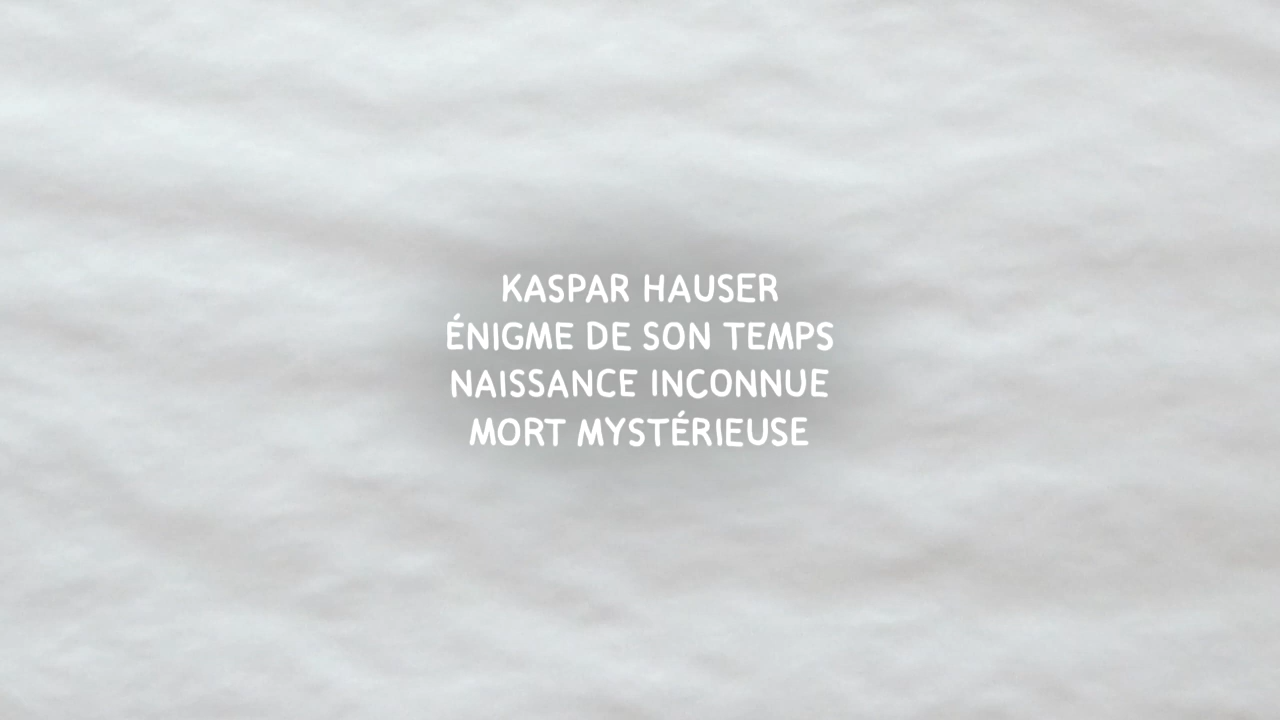 KASPAR HAUSER
ÉNIGME DE SON TEMPS
NAISSANCE INCONNUE
MORT MYSTÉRIEUSE